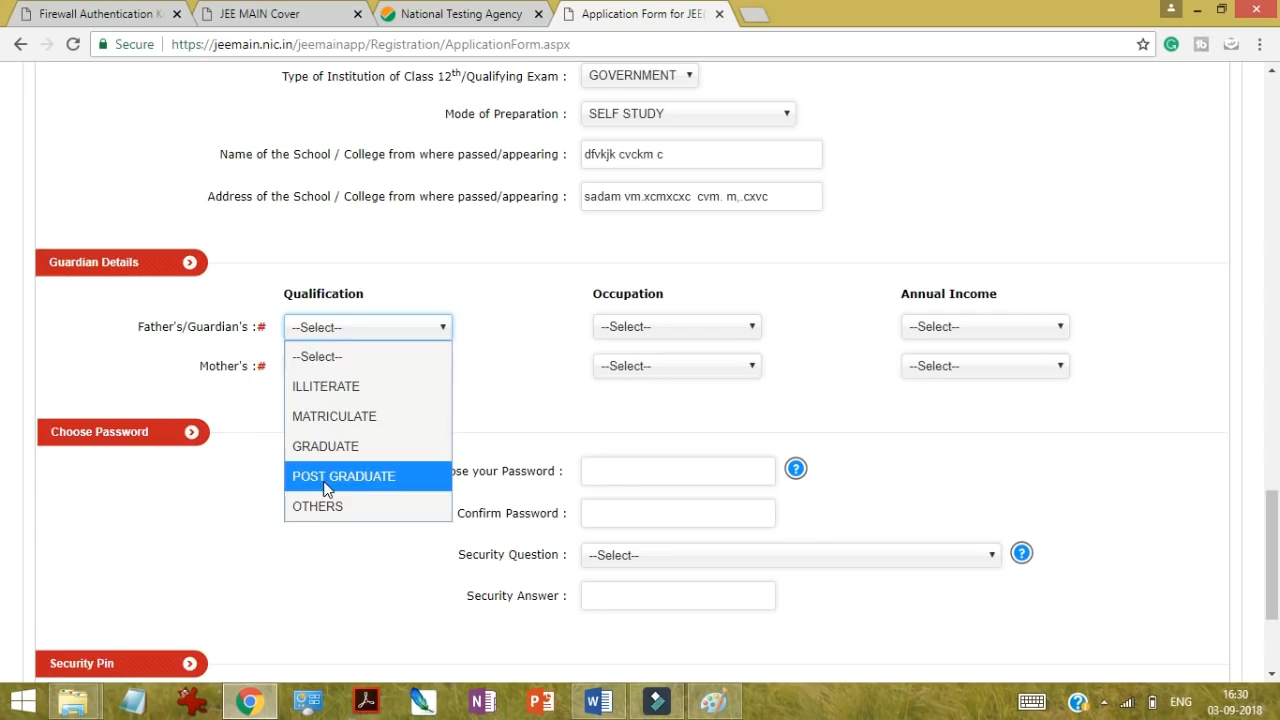 Firewall Authentication K
JEE MAIN Cover
National Testing Agency
Application Form for JEE
Secure
https://jeemain.nic.in/jeemainapp/Registration/ApplicationForm.aspx
Type of Institution of Class 12th/Qualifying Exam : GOVERNMENT
Mode of Preparation : SELF STUDY
Name of the School / College from where passed/appearing : dfvkjk cvckm c
Address of the School / College from where passed/appearing : sadam vm.xcmxcxc cvm. m,.cxvc
Guardian Details
Qualification Occupation Annual Income
Father's/Guardian's :# --Select-- --Select-- --Select--
Mother's :# --Select-- --Select--
--Select--
ILLITERATE
MATRICULATE
GRADUATE
POST GRADUATE
OTHERS
Choose Password
ose your Password :
Confirm Password :
Security Question : --Select--
Security Answer :
Security Pin
ENG
16:30
03-09-2018